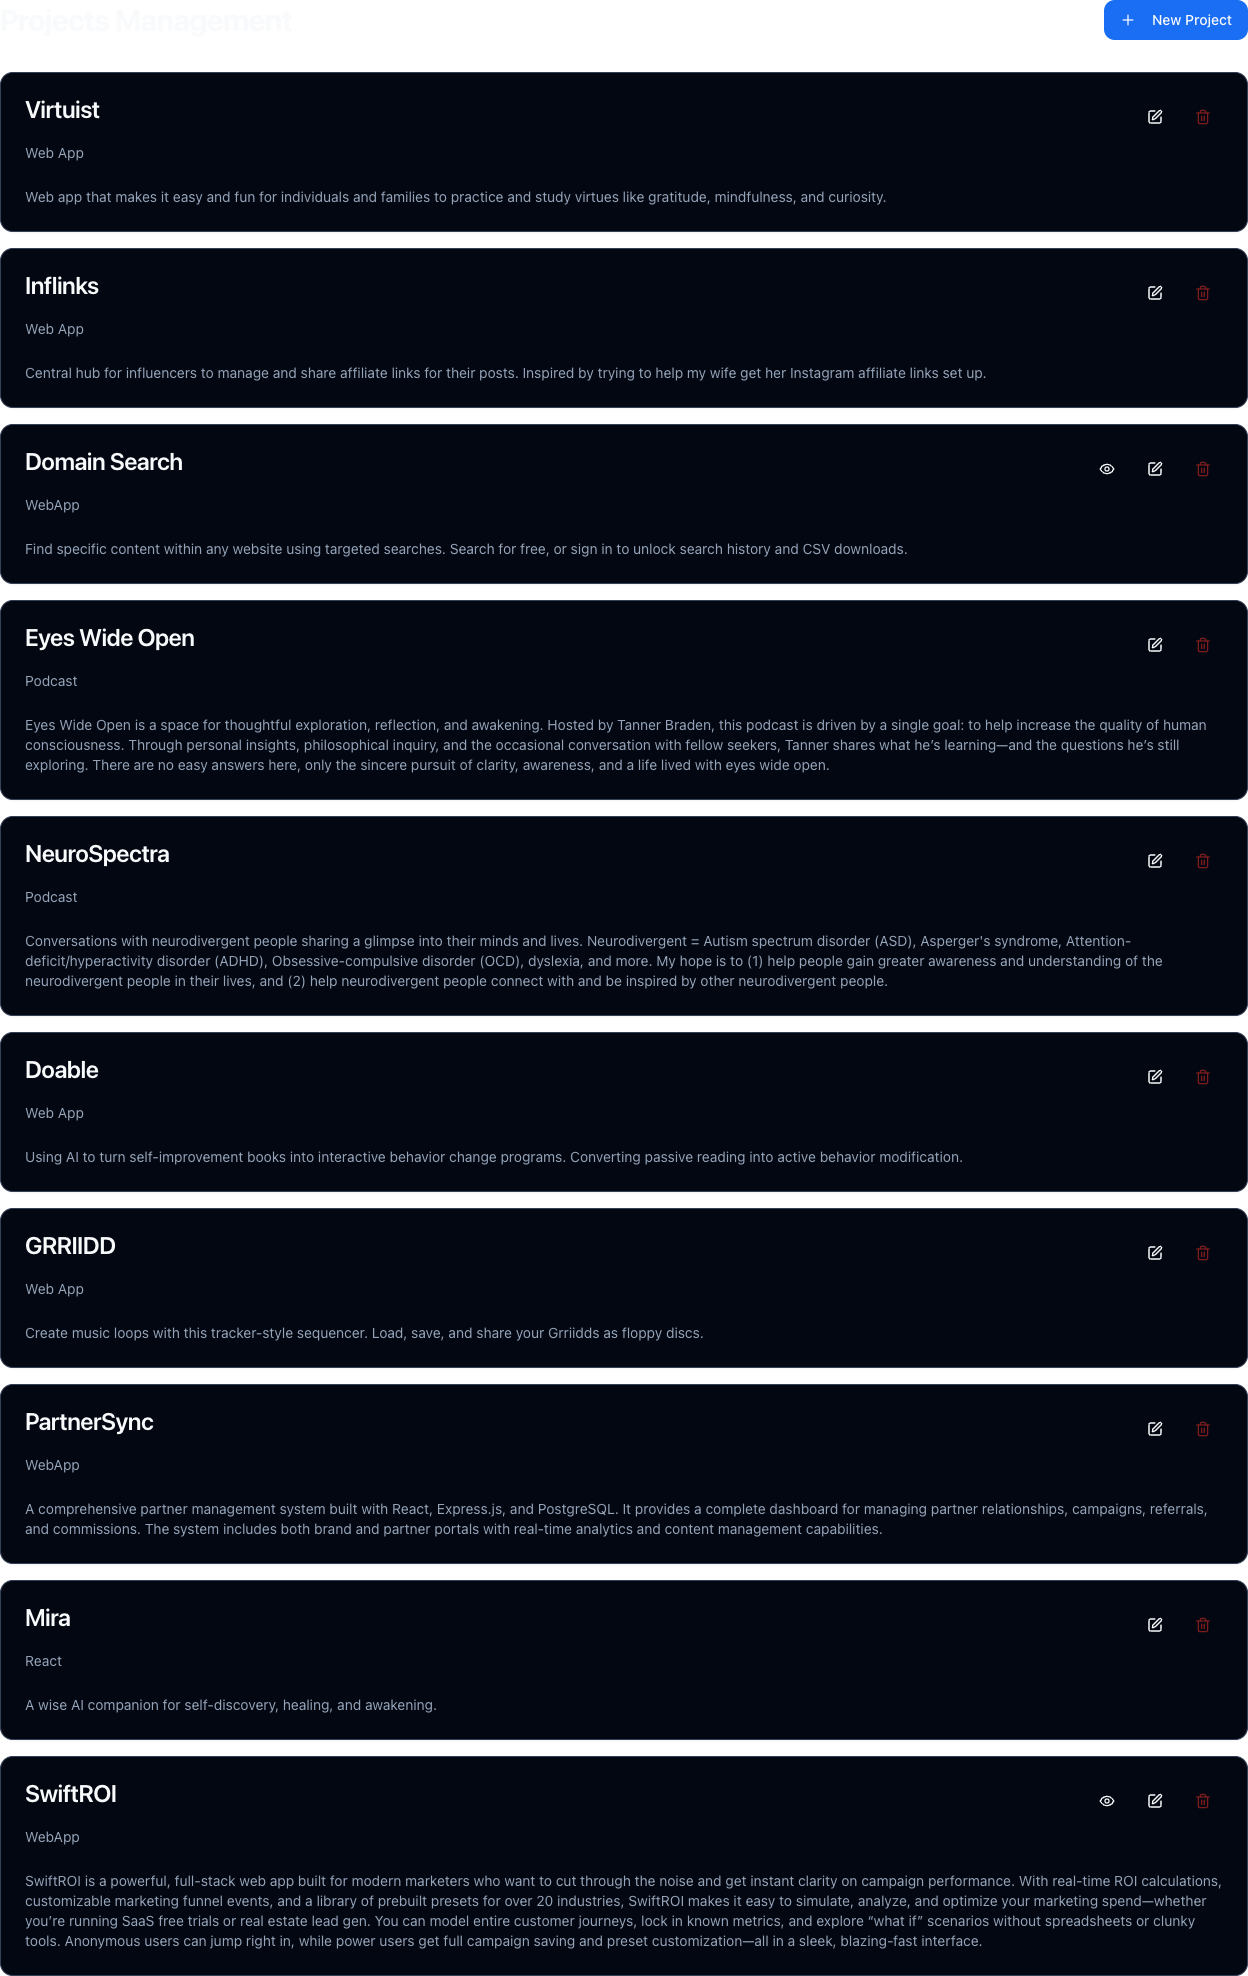 Projects Management
New Project
Virtuist
Web App
Web app that makes it easy and fun for individuals and families to practice and study virtues like gratitude, mindfulness, and curiosity.
Inflinks
Web App
Central hub for influencers to manage and share affiliate links for their posts. Inspired by trying to help my wife get her Instagram affiliate links set up.
Domain Search
WebApp
Find specific content within any website using targeted searches. Search for free, or sign in to unlock search history and CSV downloads.
Eyes Wide Open
Podcast
Eyes Wide Open is a space for thoughtful exploration, reflection, and awakening. Hosted by Tanner Braden, this podcast is driven by a single goal: to help increase the quality of human
consciousness. Through personal insights, philosophical inquiry, and the occasional conversation with fellow seekers, Tanner shares what he’s learning—and the questions he’s still
exploring. There are no easy answers here, only the sincere pursuit of clarity, awareness, and a life lived with eyes wide open.
NeuroSpectra
Podcast
Conversations with neurodivergent people sharing a glimpse into their minds and lives. Neurodivergent = Autism spectrum disorder (ASD), Asperger's syndrome, Attention-
deficit/hyperactivity disorder (ADHD), Obsessive-compulsive disorder (OCD), dyslexia, and more. My hope is to (1) help people gain greater awareness and understanding of the
neurodivergent people in their lives, and (2) help neurodivergent people connect with and be inspired by other neurodivergent people.
Doable
Web App
Using AI to turn self-improvement books into interactive behavior change programs. Converting passive reading into active behavior modification.
GRRIIDD
Web App
Create music loops with this tracker-style sequencer. Load, save, and share your Grriidds as floppy discs.
PartnerSync
WebApp
A comprehensive partner management system built with React, Express.js, and PostgreSQL. It provides a complete dashboard for managing partner relationships, campaigns, referrals,
and commissions. The system includes both brand and partner portals with real-time analytics and content management capabilities.
Mira
React
A wise AI companion for self-discovery, healing, and awakening.
SwiftROI
WebApp
SwiftROI is a powerful, full-stack web app built for modern marketers who want to cut through the noise and get instant clarity on campaign performance. With real-time ROI calculations,
customizable marketing funnel events, and a library of prebuilt presets for over 20 industries, SwiftROI makes it easy to simulate, analyze, and optimize your marketing spend—whether
you’re running SaaS free trials or real estate lead gen. You can model entire customer journeys, lock in known metrics, and explore “what if” scenarios without spreadsheets or clunky
tools. Anonymous users can jump right in, while power users get full campaign saving and preset customization—all in a sleek, blazing-fast interface.